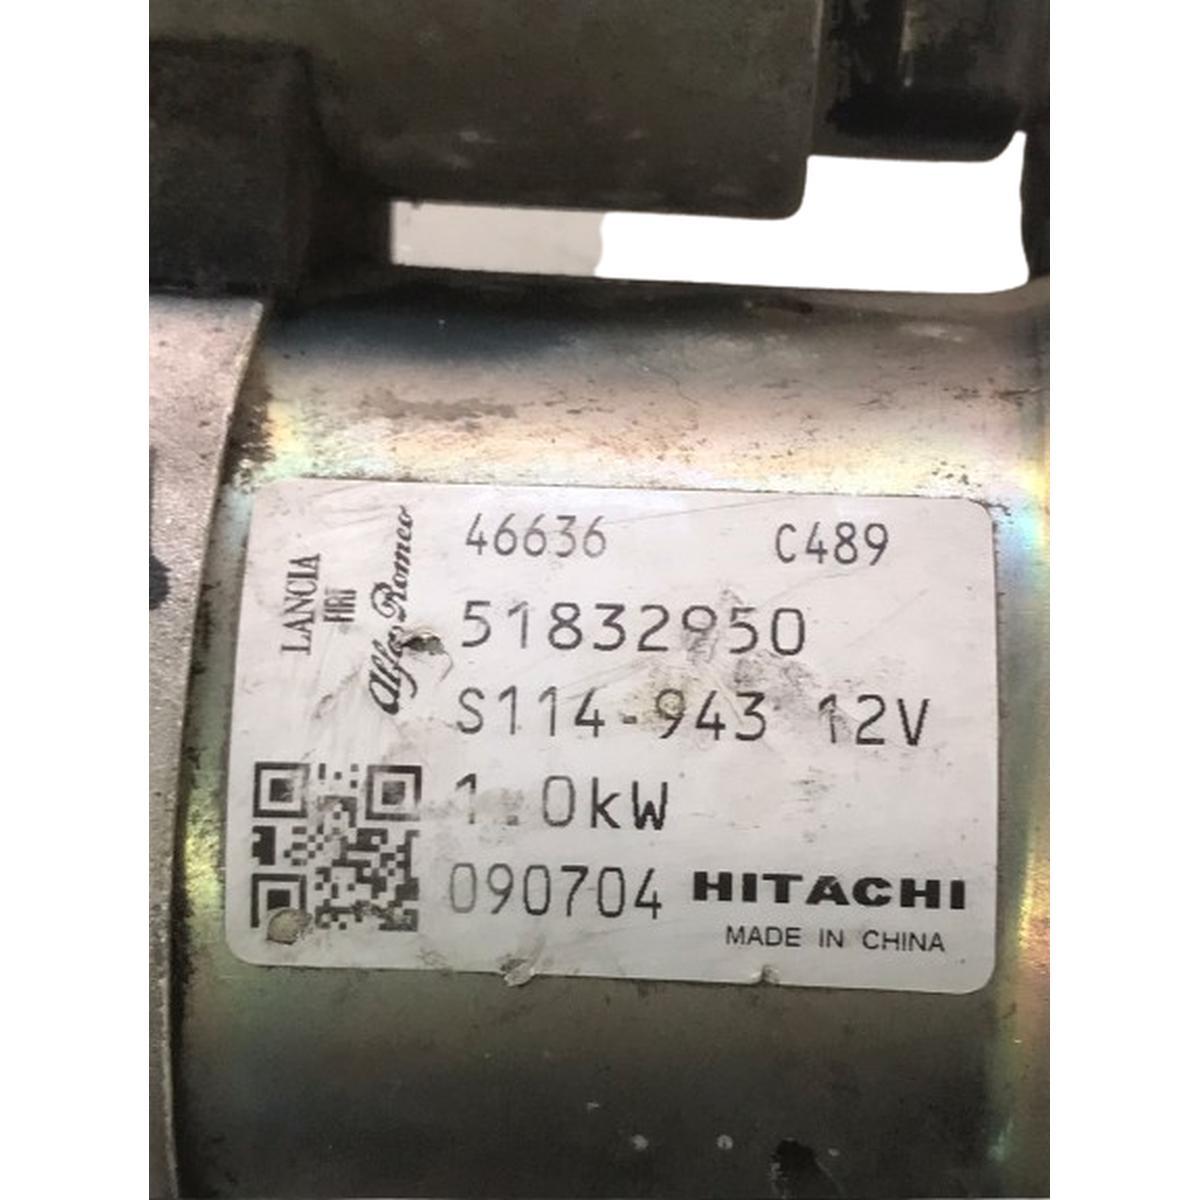 LANCIA
FIAT
Alfa Romeo
46636 C489
51832950
S114-943 12V
1.0kW
090704 HITACHI
MADE IN CHINA